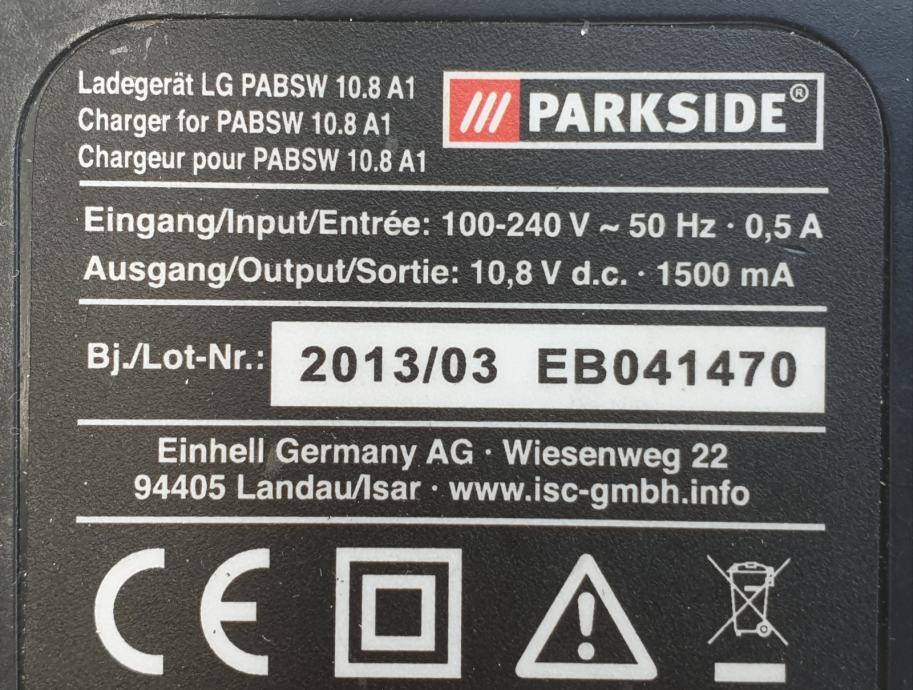 Ladegerät LG PABSW 10.8 A1
Charger for PABSW 10.8 A1
Chargeur pour PABSW 10.8 A1
PARKSIDE®
Eingang/Input/Entrée: 100-240 V ~ 50 Hz · 0,5 A
Ausgang/Output/Sortie: 10,8 V d.c. · 1500 mA
Bj./Lot-Nr.: 2013/03 EB041470
Einhell Germany AG · Wiesenweg 22
94405 Landau/Isar · www.isc-gmbh.info
CE